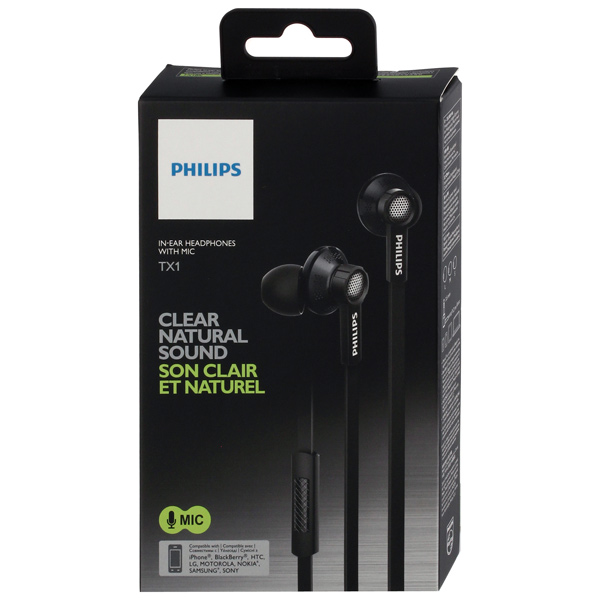 PHILIPS
IN-EAR HEADPHONES
WITH MIC
TX1
PHILIPS
PHILIPS
CLEAR
NATURAL
SOUND
SON CLAIR
ET NATUREL
MIC
Compatible with | Compatible avec |
iPhone®, BlackBerry®, HTC,
LG, MOTOROLA, NOKIA*,
SAMSUNG*, SONY